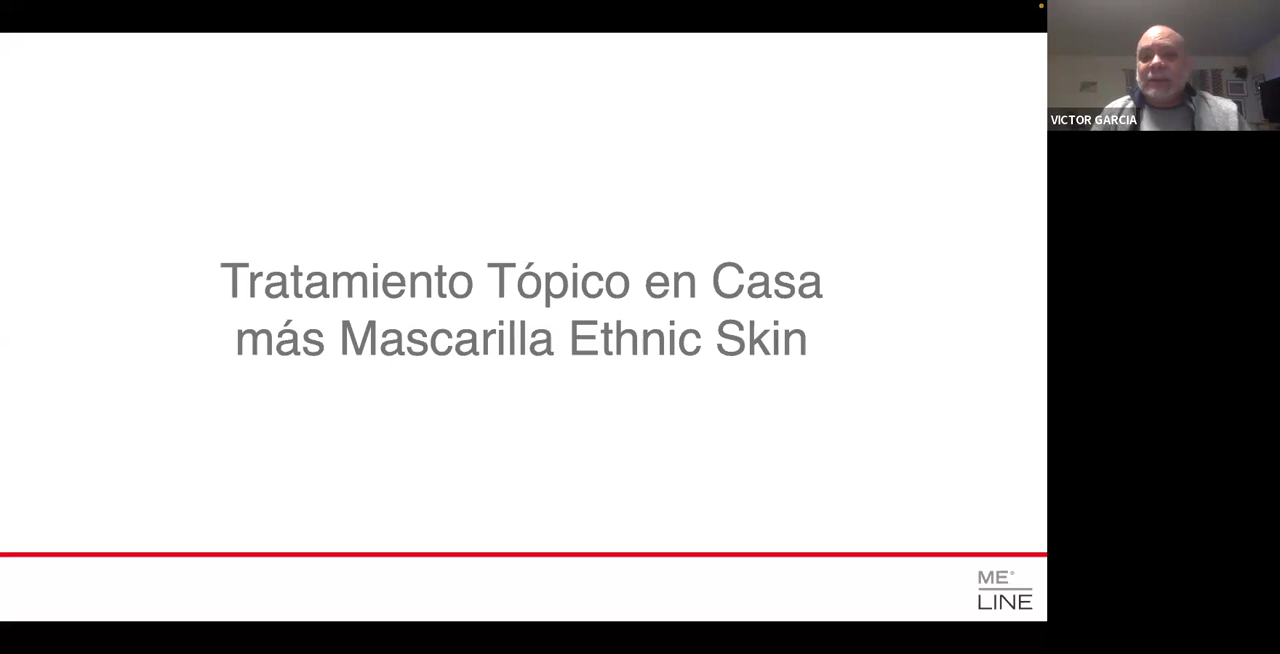 Tratamiento Tópico en Casa
más Mascarilla Ethnic Skin
VICTOR GARCIA
ME®
LINE